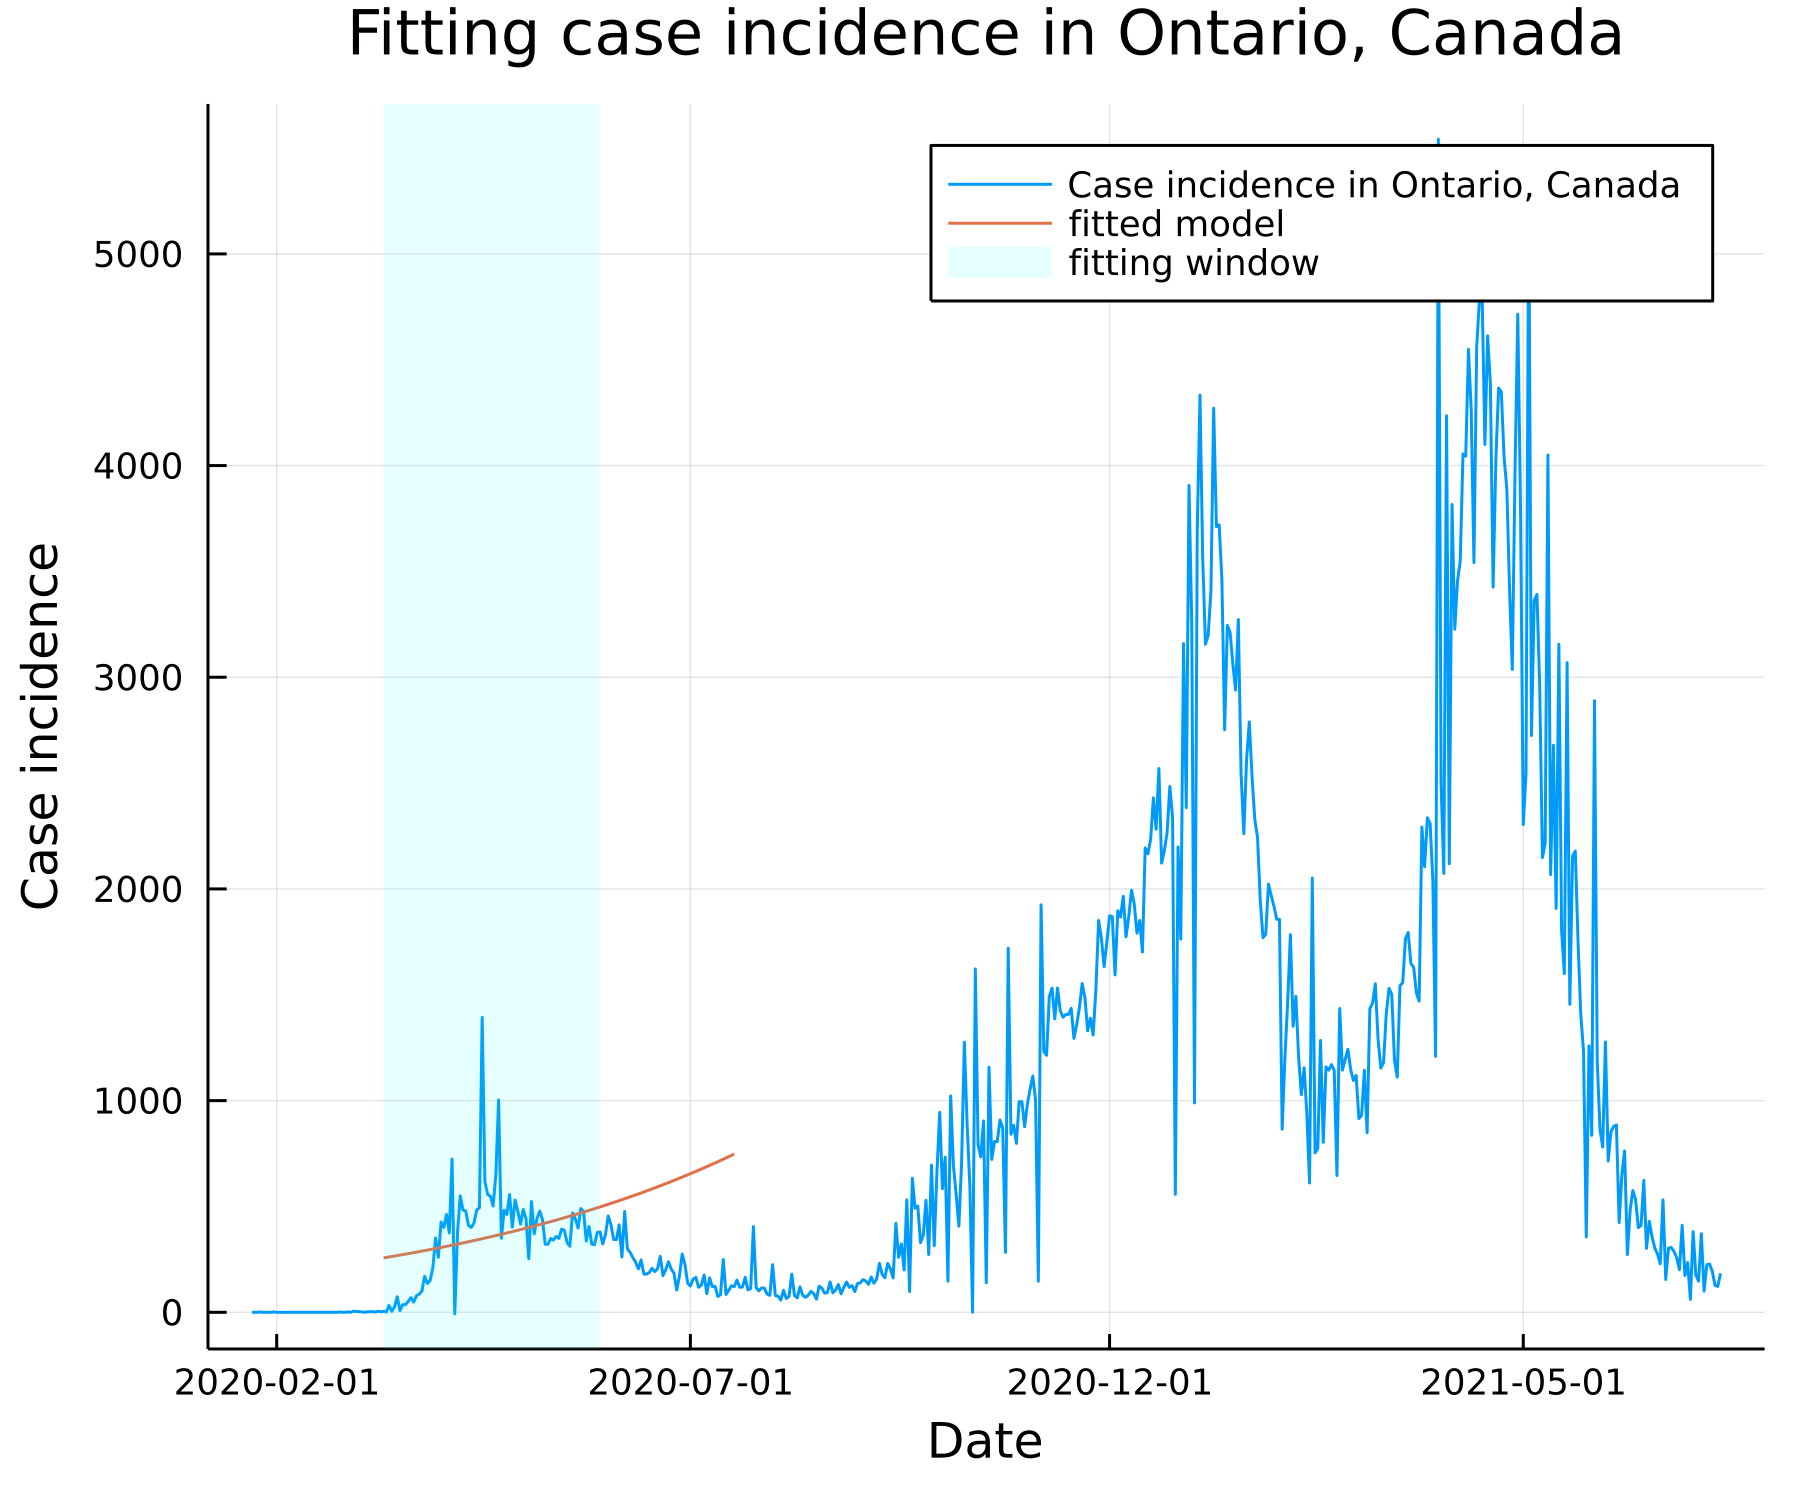 Fitting case incidence in Ontario, Canada
Case incidence in Ontario, Canada
fitted model
fitting window
5000
4000
3000
2000
1000
0
Case incidence
2020-02-01
2020-07-01
2020-12-01
2021-05-01
Date